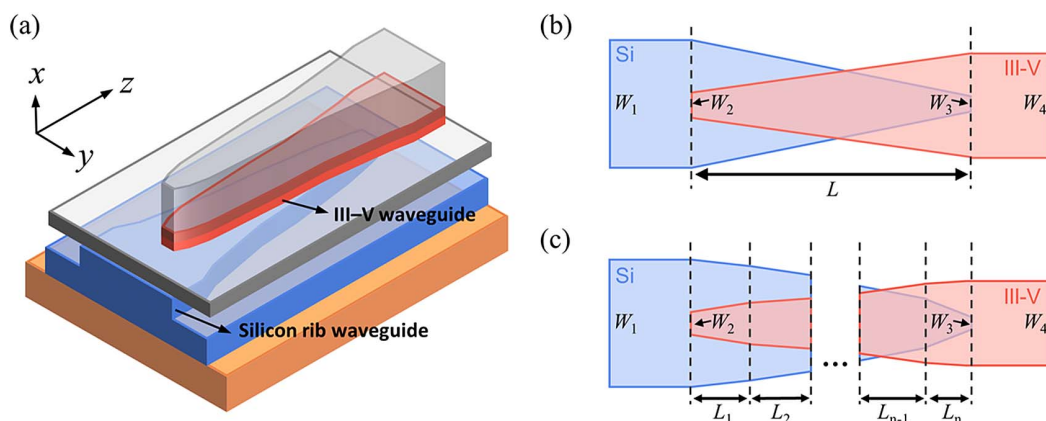 (a)
x
z
y
III–V waveguide
Silicon rib waveguide
(b)
Si
III-V
W1
W2
W3
W4
L
(c)
Si
III-V
W1
W2
W3
W4
...
L1
L2
Ln-1
Ln